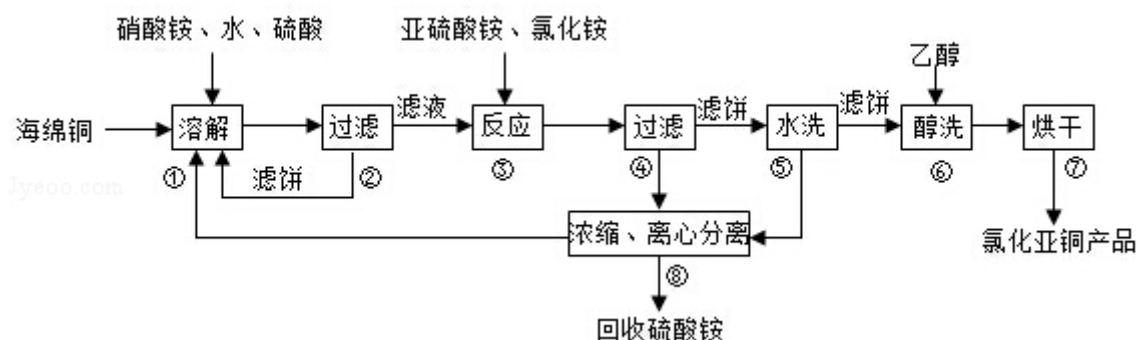 硝酸铵、水、硫酸
亚硫酸铵、氯化铵
乙醇
海绵铜
溶解
过滤
滤液
反应
过滤
滤饼
水洗
滤饼
醇洗
烘干
①
滤饼
②
③
④
⑤
⑥
⑦
Jyeoo.com
浓缩、离心分离
氯化亚铜产品
⑧
回收硫酸铵